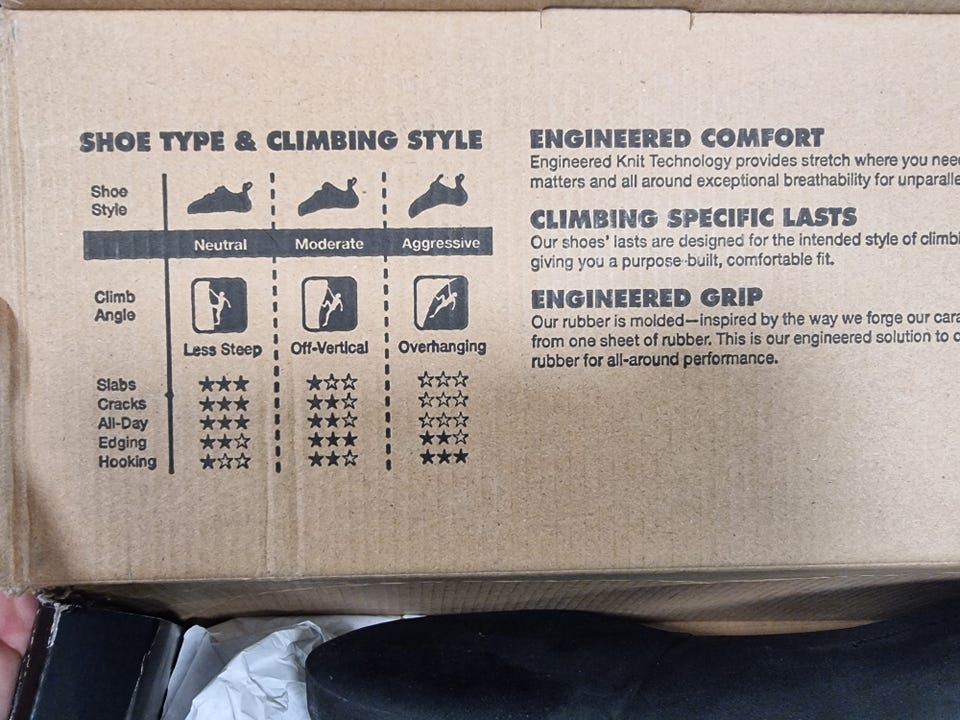 SHOE TYPE & CLIMBING STYLE
Shoe
Style
Neutral Moderate Aggressive
Climb
Angle
Less Steep Off-Vertical Overhanging
Slabs ★★★ ★☆☆ ☆☆☆
Cracks ★★★ ★★☆ ☆☆☆
All-Day ★★★ ★★☆ ☆☆☆
Edging ★★☆ ★★★ ★★☆
Hooking ★☆☆ ★★☆ ★★★
ENGINEERED COMFORT
Engineered Knit Technology provides stretch where you
matters and all around exceptional breathability for
CLIMBING SPECIFIC LASTS
Our shoes' lasts are designed for the intended style of
giving you a purpose-built, comfortable fit.
ENGINEERED GRIP
Our rubber is molded—inspired by the way we forge our
from one sheet of rubber. This is our engineered solution to
rubber for all-around performance.